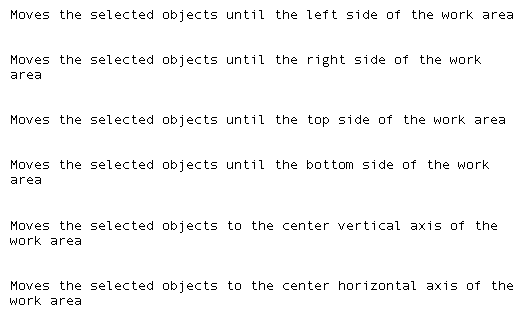 Moves the selected objects until the left side of the work area
Moves the selected objects until the right side of the work
area
Moves the selected objects until the top side of the work area
Moves the selected objects until the bottom side of the work
area
Moves the selected objects to the center vertical axis of the
work area
Moves the selected objects to the center horizontal axis of the
work area